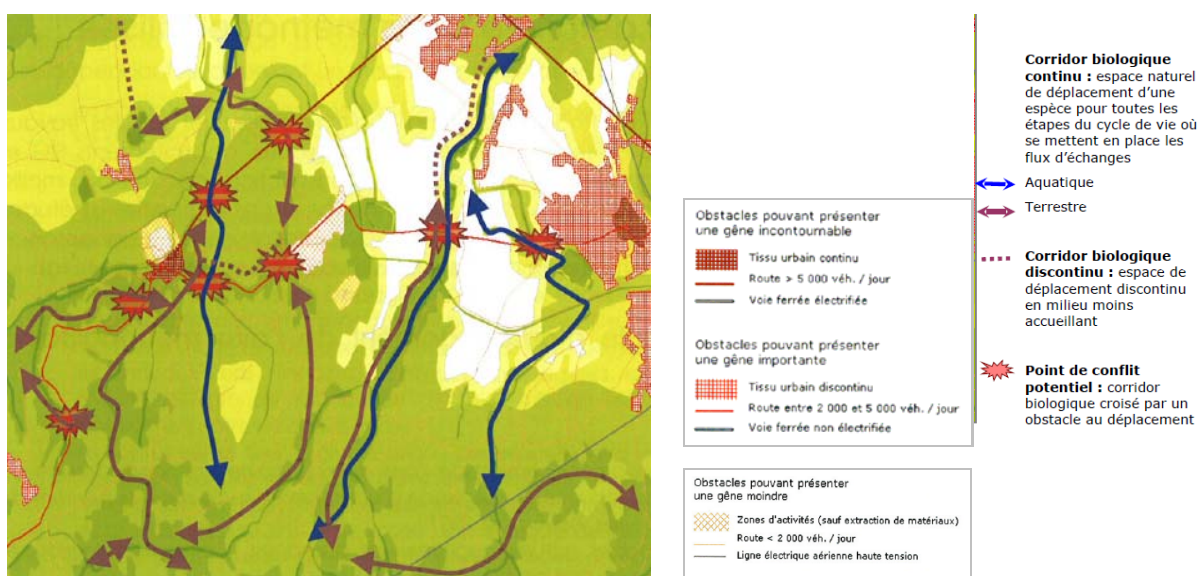 Obstacles pouvant présenter
une gêne incontournable
Tissu urbain continu
Route > 5 000 véh. / jour
Voie ferrée électrifiée
Obstacles pouvant présenter
une gêne importante
Tissu urbain discontinu
Route entre 2 000 et 5 000 véh. / jour
Voie ferrée non électrifiée
Obstacles pouvant présenter
une gêne moindre
Zones d'activités (sauf extraction de matériaux)
Route < 2 000 véh. / jour
Ligne électrique aérienne haute tension
Corridor biologique
continu : espace naturel
de déplacement d'une
espèce pour toutes les
étapes du cycle de vie où
se mettent en place les
flux d'échanges
Aquatique
Terrestre
Corridor biologique
discontinu : espace de
déplacement discontinu
en milieu moins
accueillant
Point de conflit
potentiel : corridor
biologique croisé par un
obstacle au déplacement